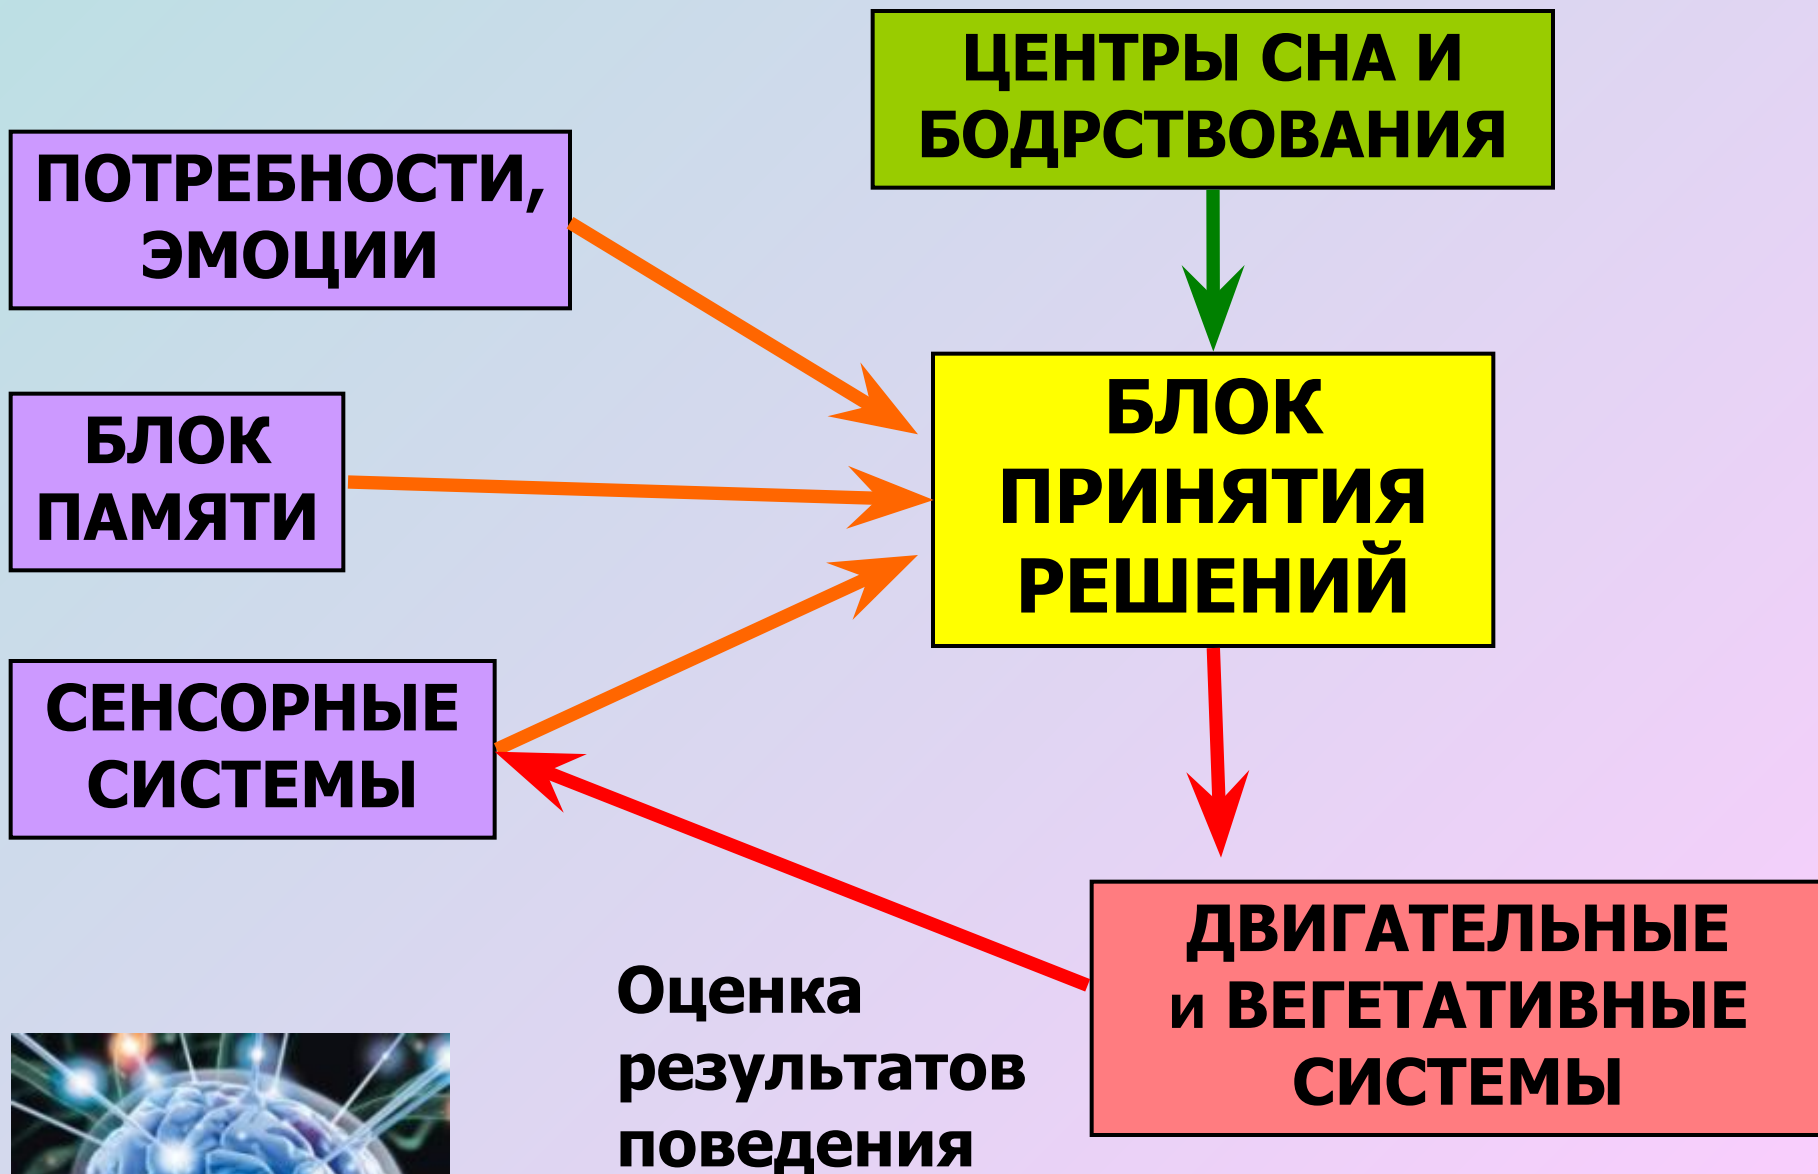 ЦЕНТРЫ СНА И
БОДРСТВОВАНИЯ
ПОТРЕБНОСТИ,
ЭМОЦИИ
БЛОК
ПАМЯТИ
БЛОК
ПРИНЯТИЯ
РЕШЕНИЙ
СЕНСОРНЫЕ
СИСТЕМЫ
ДВИГАТЕЛЬНЫЕ
и ВЕГЕТАТИВНЫЕ
СИСТЕМЫ
Оценка
результатов
поведения